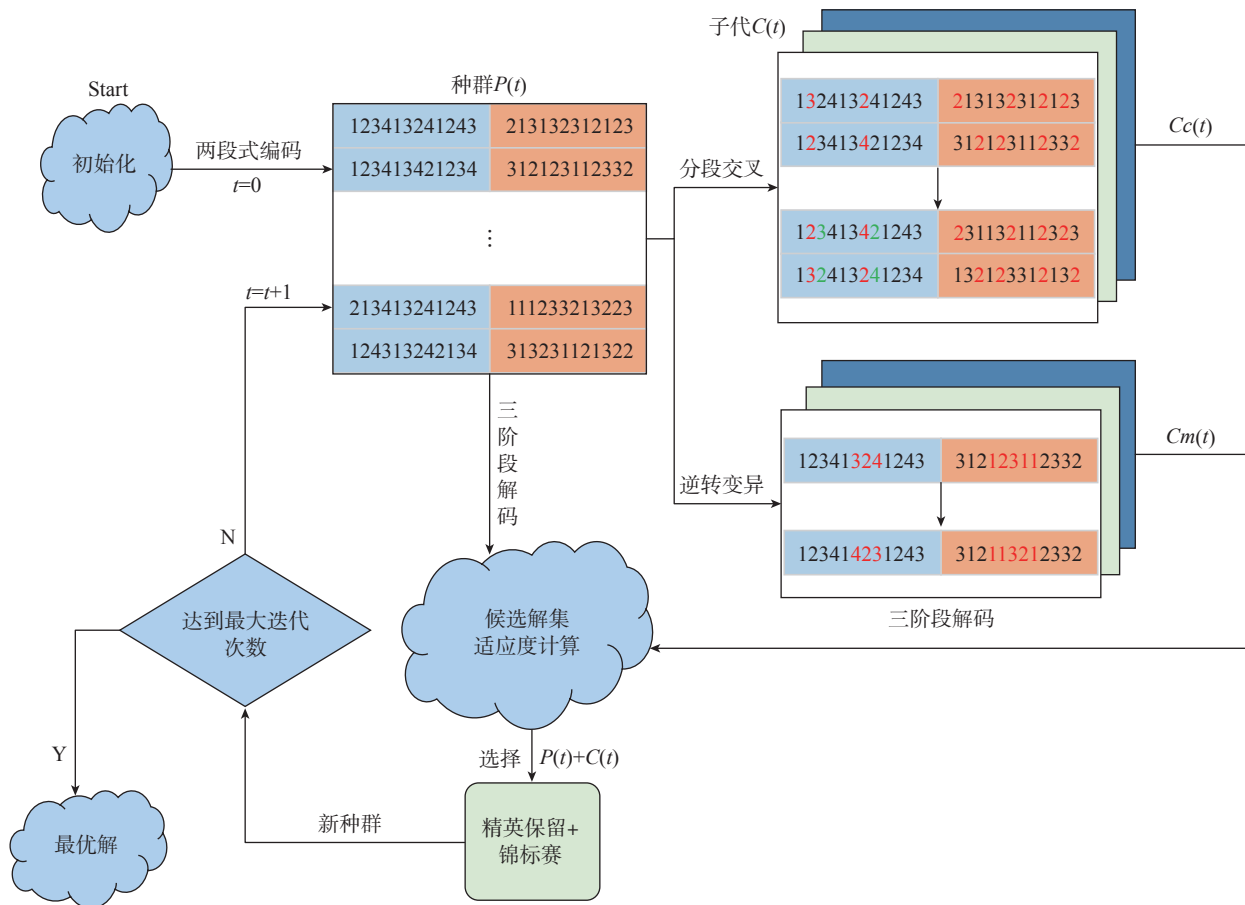 Start
初始化
两段式编码
t=0
种群P(t)
123413241243 213132312123
123413421234 312123112332
⋮
213413241243 111233213223
124313242134 313231121322
t=t+1
三阶段解码
分段交叉
逆转变异
子代C(t)
132413241243 213132312123
123413421234 312123112332
123413421243 231132112323
132413241234 132123312132
Cc(t)
123413241243 312123112332
123414231243 312113212332
Cm(t)
三阶段解码
N
达到最大迭代
次数
Y
最优解
候选解集
适应度计算
选择 P(t)+C(t)
新种群
精英保留+
锦标赛